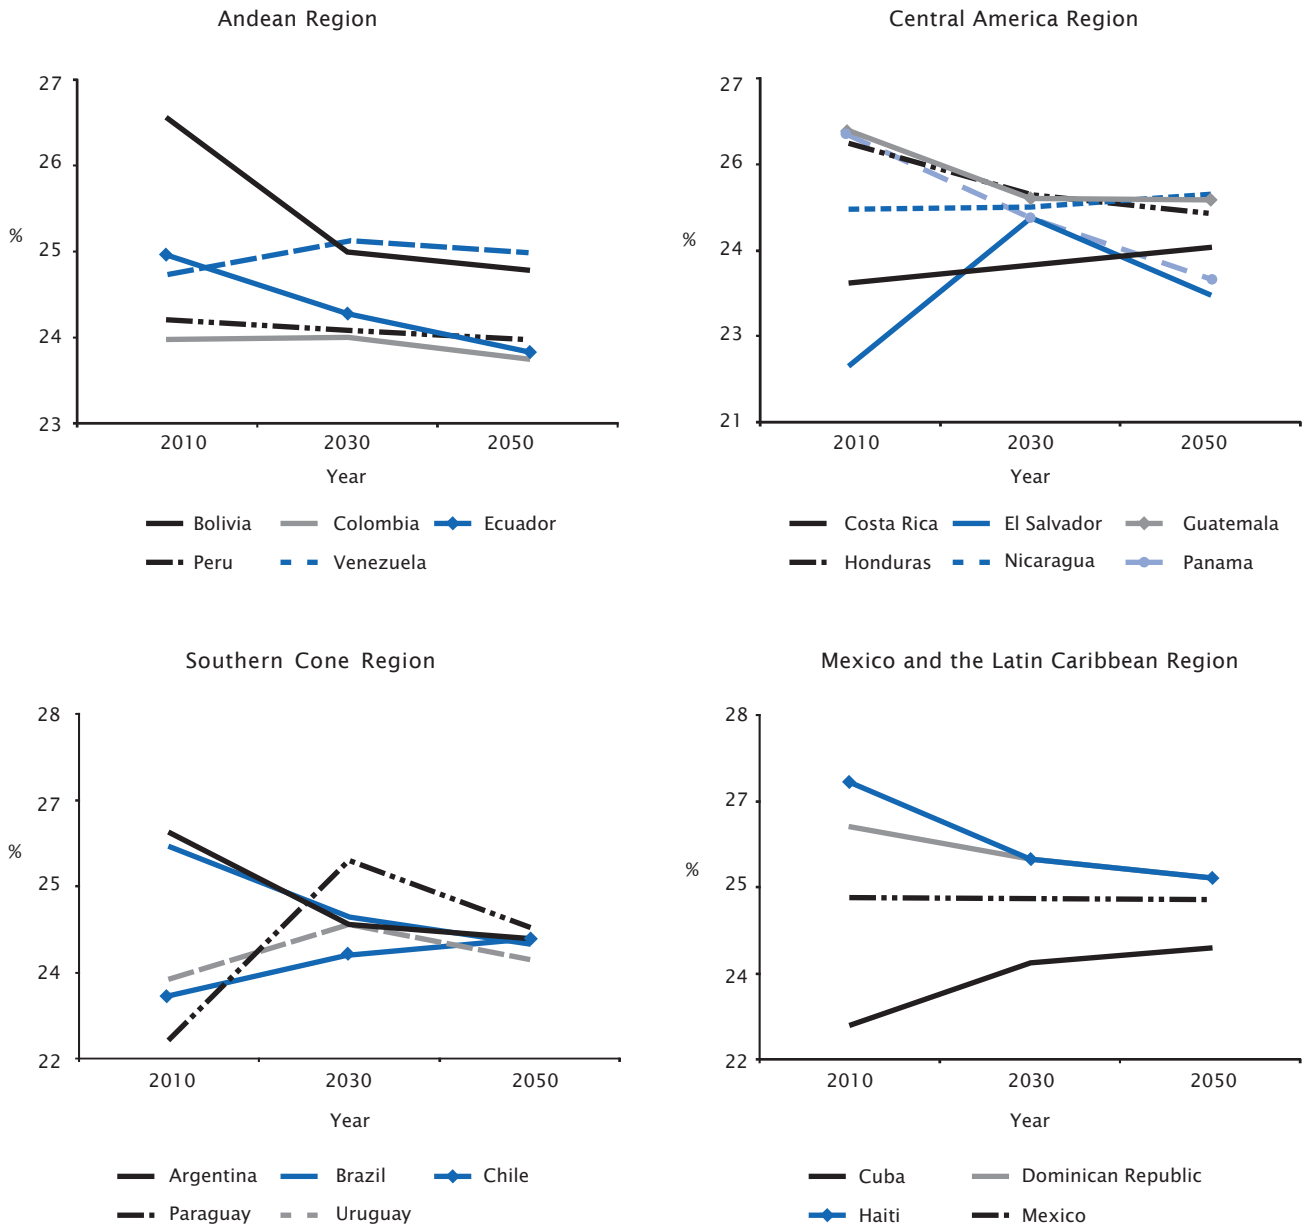 Andean Region
27
26
25
24
23
%
2010 2030 2050
Year
Bolivia Colombia Ecuador
Peru Venezuela
Central America Region
27
26
24
23
21
%
2010 2030 2050
Year
Costa Rica El Salvador Guatemala
Honduras Nicaragua Panama
Southern Cone Region
28
27
25
24
22
%
2010 2030 2050
Year
Argentina Brazil Chile
Paraguay Uruguay
Mexico and the Latin Caribbean Region
28
27
25
24
22
%
2010 2030 2050
Year
Cuba Dominican Republic
Haiti Mexico